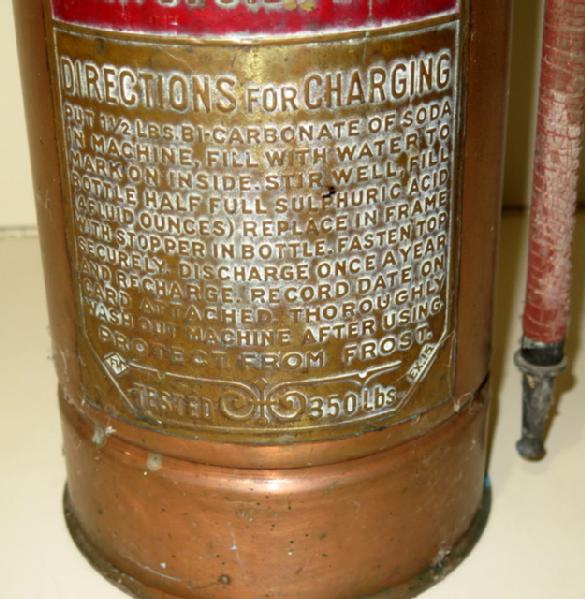 DIRECTIONS FOR CHARGING
PUT 1½ LBS. BI-CARBONATE OF SODA
IN MACHINE, FILL WITH WATER TO
MARK ON INSIDE. STIR WELL, FILL
BOTTLE HALF FULL SULPHURIC ACID
(4 FLUID OUNCES) REPLACE IN FRAME
WITH STOPPER IN BOTTLE. FASTEN TOP
SECURELY. DISCHARGE ONCE A YEAR
AND RECHARGE. RECORD DATE ON
CARD ATTACHED. THOROUGHLY
WASH OUT MACHINE AFTER USING.
PROTECT FROM FROST.
TESTED 350 Lbs